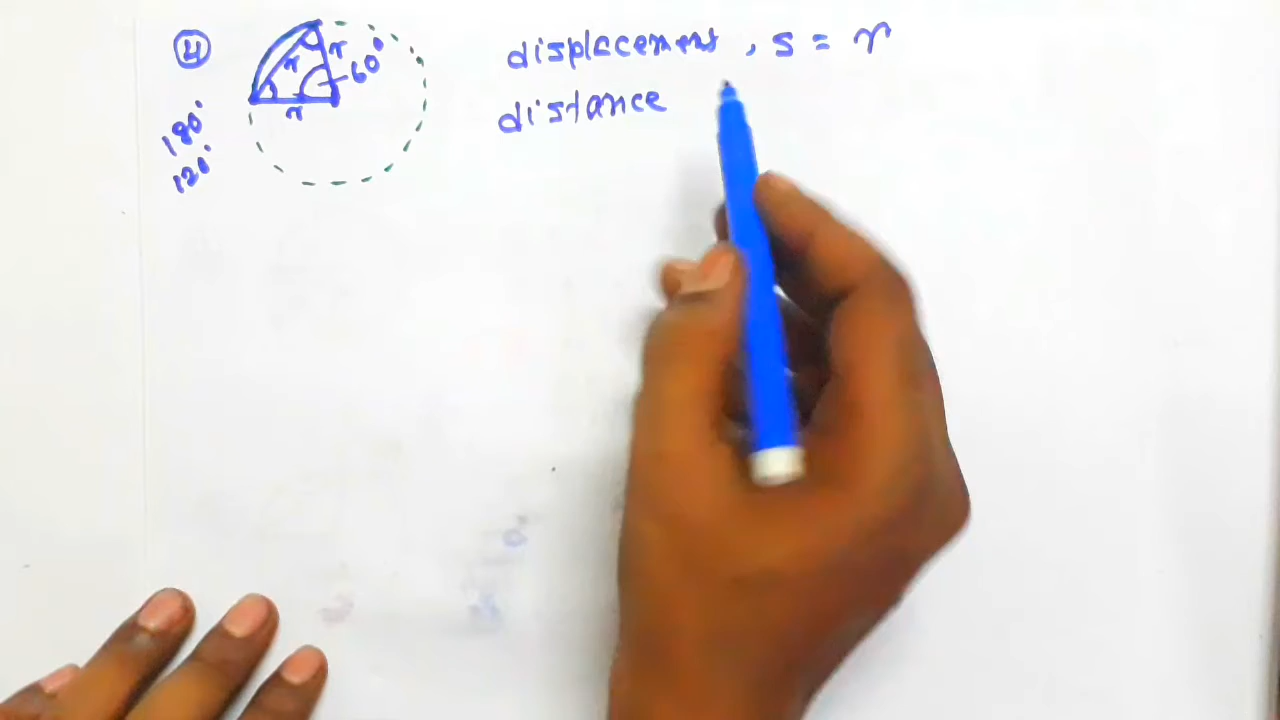 ④
r
r
60°
r
180°
120°
displacement, s = r
distance